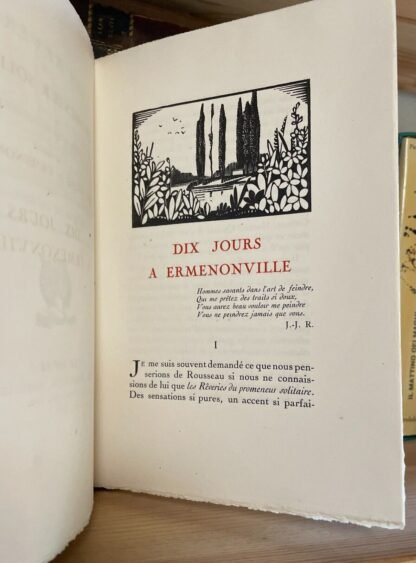 DIX JOURS
A ERMENONVILLE
Hommes savants dans l'art de feindre,
Qui me prêtez des traits si doux,
Vous aurez beau vouloir me peindre
Vous ne peindrez jamais que vous.
J.-J. R.
I
JE me suis souvent demandé ce que nous pen-
serions de Rousseau si nous ne connais-
sions de lui que les Rêveries du promeneur solitaire.
Des sensations si pures, un accent si parfai-
IL MATTINO DEI